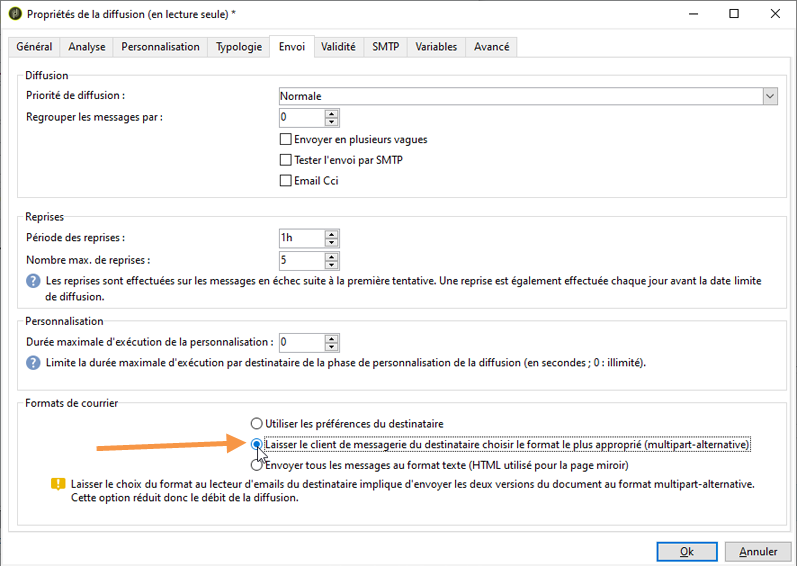 Propriétés de la diffusion (en lecture seule) *
Général Analyse Personnalisation Typologie Envoi Validité SMTP Variables Avancé
Diffusion
Priorité de diffusion : Normale
Regrouper les messages par : 0
Envoyer en plusieurs vagues
Tester l'envoi par SMTP
Email Cci
Reprises
Période des reprises : 1h
Nombre max. de reprises : 5
? Les reprises sont effectuées sur les messages en échec suite à la première tentative. Une reprise est également effectuée chaque jour avant la date limite
de diffusion.
Personnalisation
Durée maximale d'exécution de la personnalisation : 0
? Limite la durée maximale d'exécution par destinataire de la phase de personnalisation de la diffusion (en secondes ; 0 : illimité).
Formats de courrier
Utiliser les préférences du destinataire
Laisser le client de messagerie du destinataire choisir le format le plus approprié (multipart-alternative)
Envoyer tous les messages au format texte (HTML utilisé pour la page miroir)
! Laisser le choix du format au lecteur d'emails du destinataire implique d'envoyer les deux versions du document au format multipart-alternative.
Cette option réduit donc le débit de la diffusion.
Ok Annuler